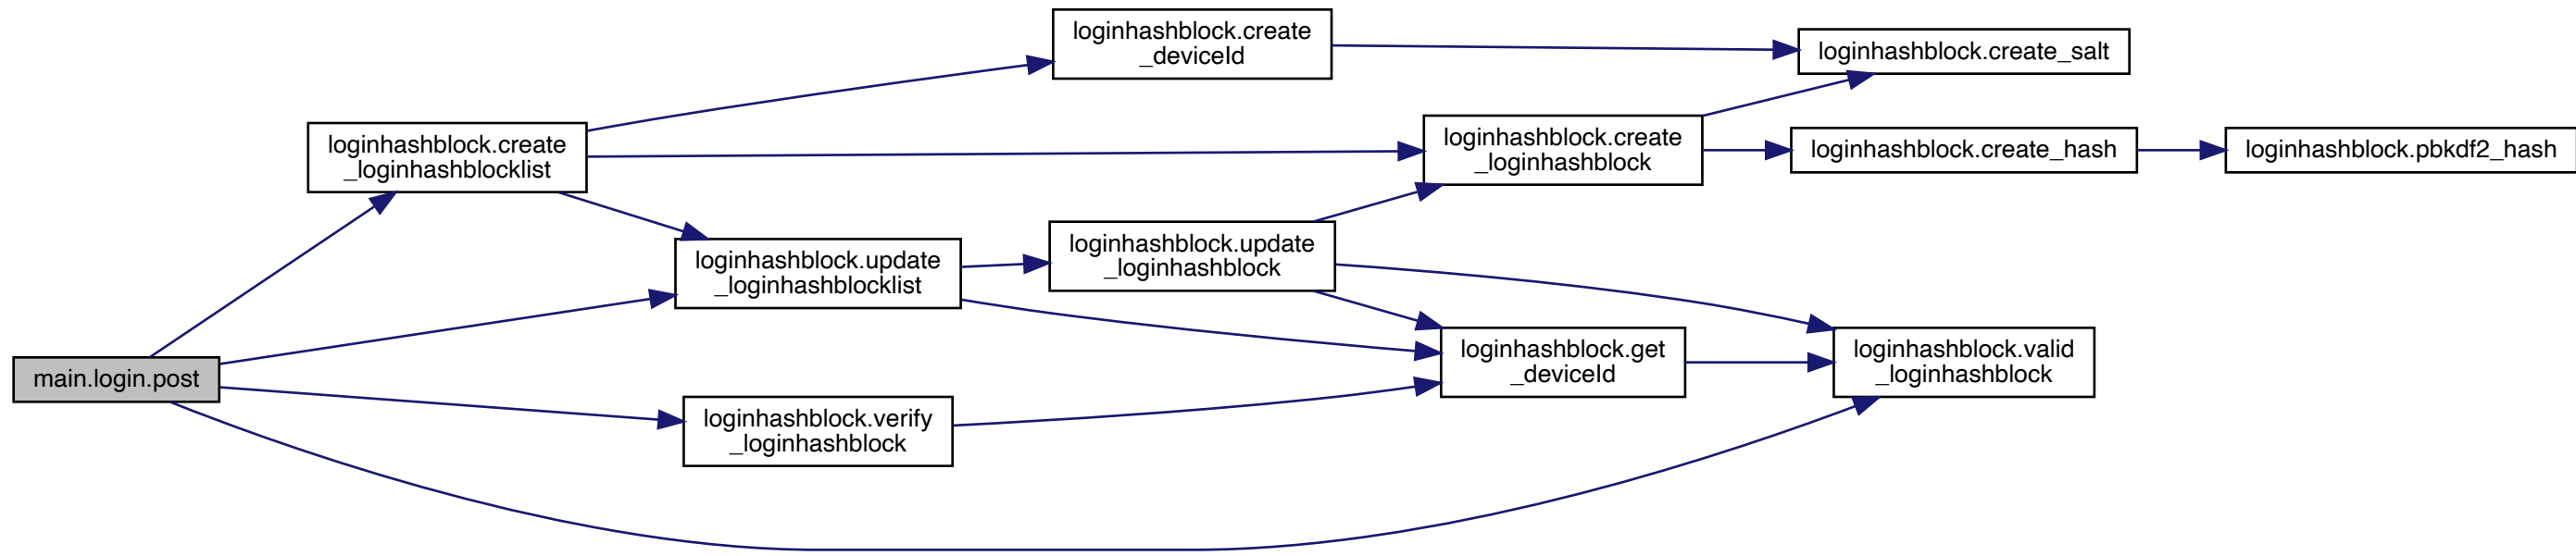 main.login.post
loginhashblock.create
_loginhashblocklist
loginhashblock.update
_loginhashblocklist
loginhashblock.verify
_loginhashblock
loginhashblock.create
_deviceId
loginhashblock.update
_loginhashblock
loginhashblock.create
_loginhashblock
loginhashblock.get
_deviceId
loginhashblock.create_salt
loginhashblock.create_hash
loginhashblock.valid
_loginhashblock
loginhashblock.pbkdf2_hash